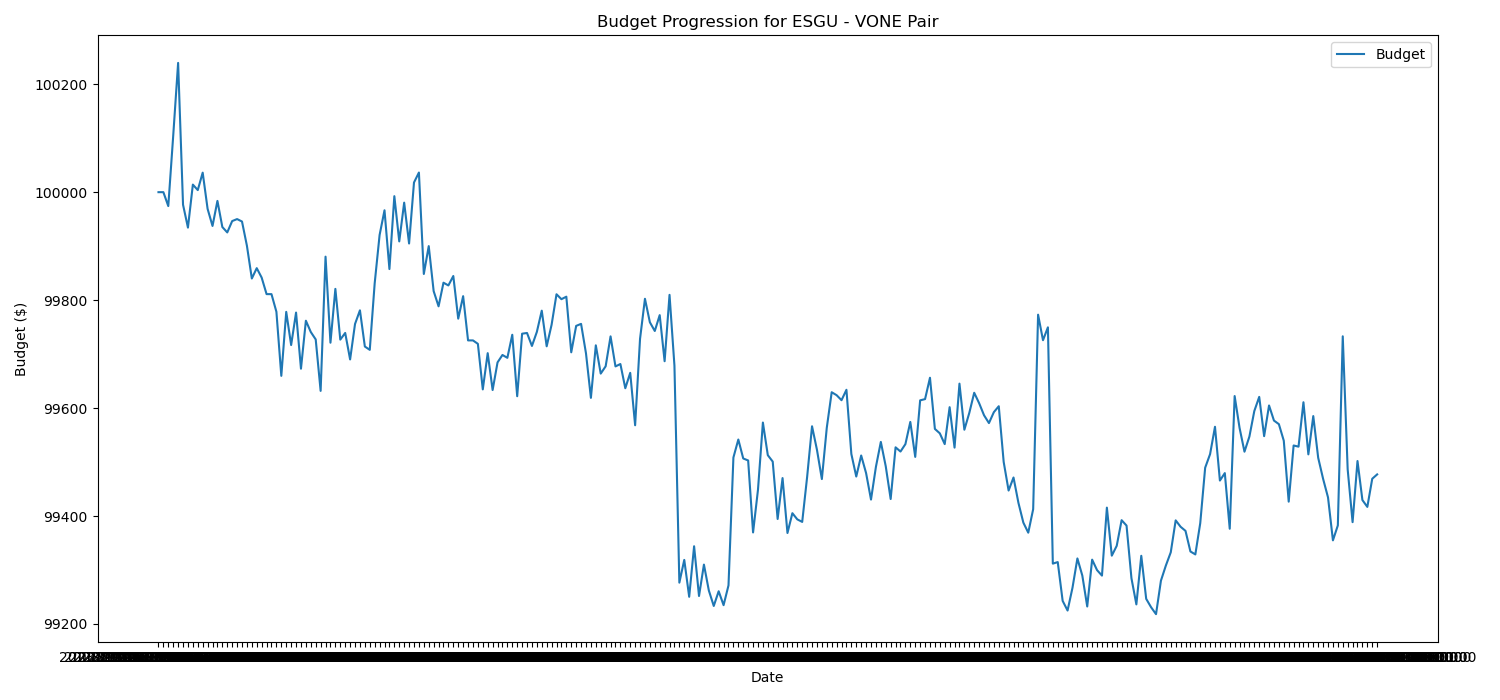 Budget Progression for ESGU - VONE Pair
Budget
100200
100000
99800
99600
99400
99200
Budget ($)
Date